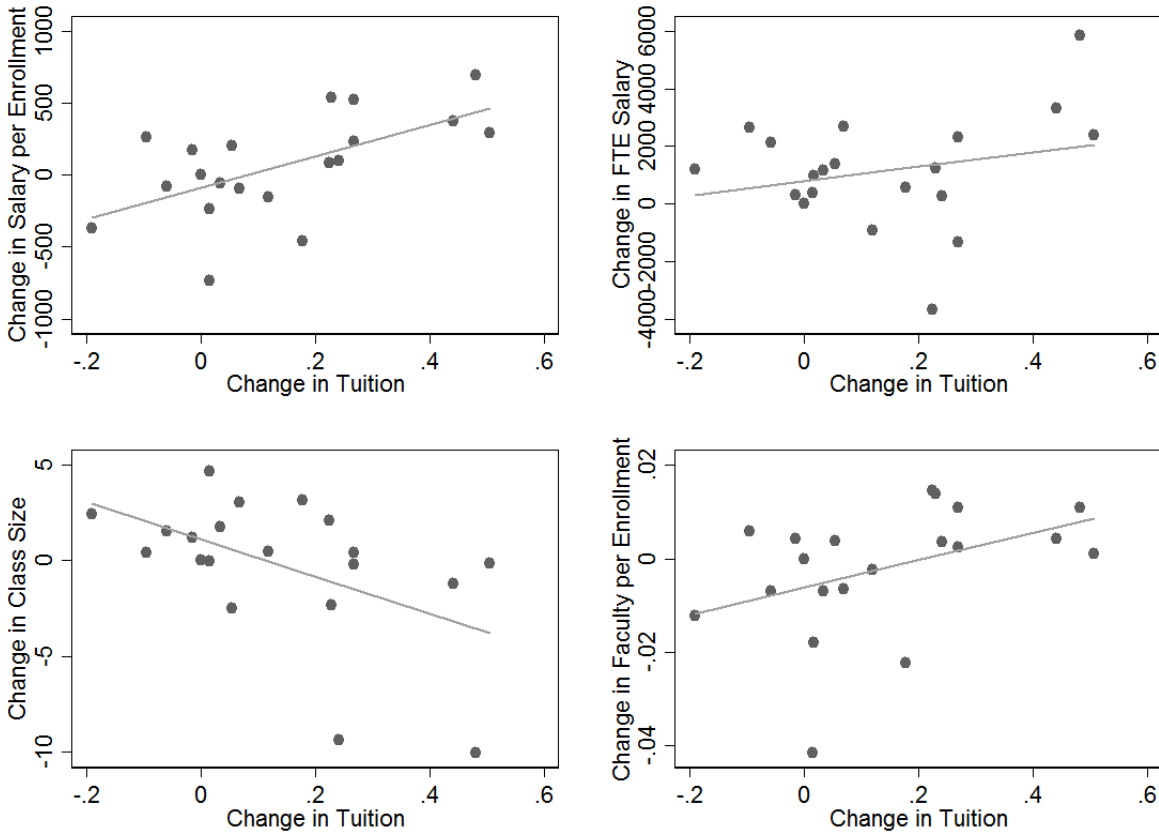 Change in Salary per Enrollment
1000
500
0
-500
-1000
-.2 0 .2 .4 .6
Change in Tuition
Change in FTE Salary
6000
4000
2000
0
-2000
-4000
-.2 0 .2 .4 .6
Change in Tuition
Change in Class Size
5
0
-5
-10
-.2 0 .2 .4 .6
Change in Tuition
Change in Faculty per Enrollment
.02
0
-.02
-.04
-.2 0 .2 .4 .6
Change in Tuition